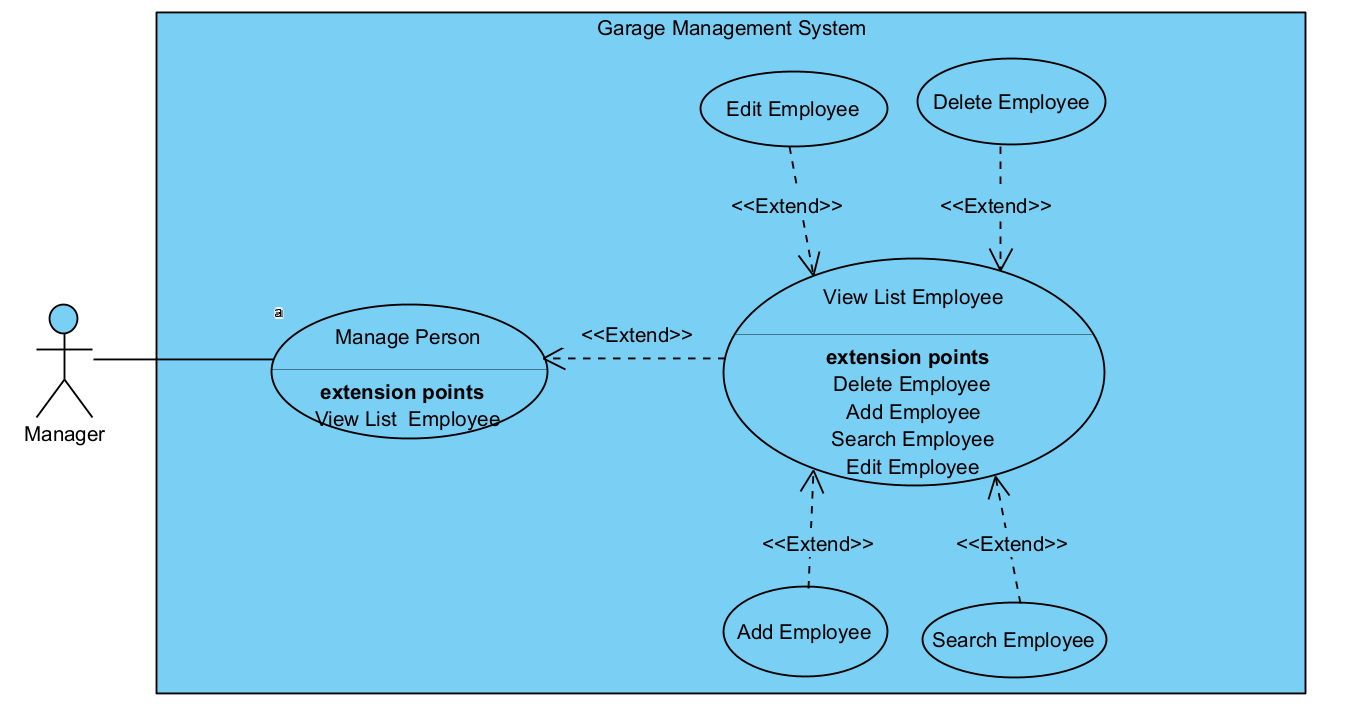 Garage Management System
Edit Employee
Delete Employee
<<Extend>>
<<Extend>>
View List Employee
extension points
Delete Employee
Add Employee
Search Employee
Edit Employee
<<Extend>>
a
Manage Person
extension points
View List  Employee
Manager
<<Extend>>
<<Extend>>
Add Employee
Search Employee